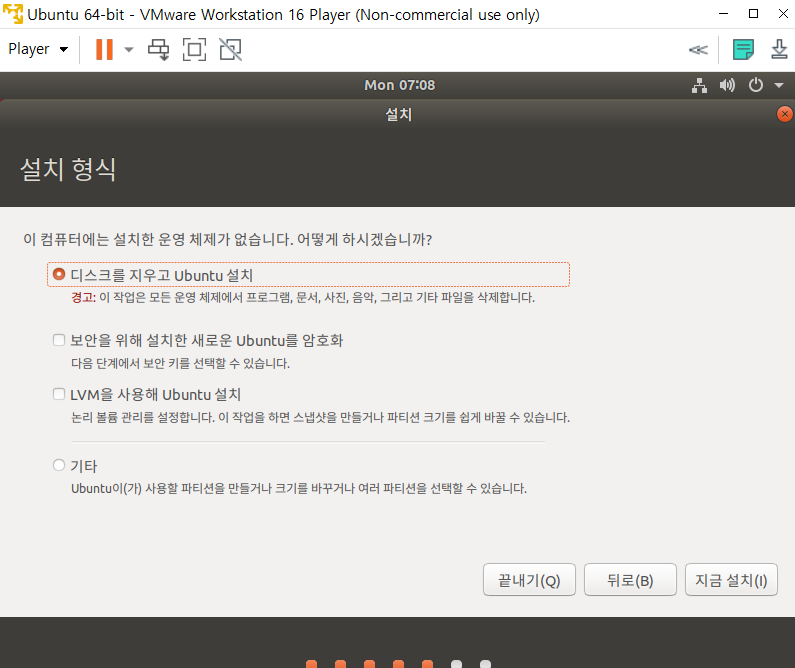 Ubuntu 64-bit - VMware Workstation 16 Player (Non-commercial use only)
Player
Mon 07:08
설치
설치 형식
이 컴퓨터에는 설치한 운영 체제가 없습니다. 어떻게 하시겠습니까?
디스크를 지우고 Ubuntu 설치
경고: 이 작업은 모든 운영 체제에서 프로그램, 문서, 사진, 음악, 그리고 기타 파일을 삭제합니다.
보안을 위해 설치한 새로운 Ubuntu를 암호화
다음 단계에서 보안 키를 선택할 수 있습니다.
LVM을 사용해 Ubuntu 설치
논리 볼륨 관리를 설정합니다. 이 작업을 하면 스냅샷을 만들거나 파티션 크기를 쉽게 바꿀 수 있습니다.
기타
Ubuntu이(가) 사용할 파티션을 만들거나 크기를 바꾸거나 여러 파티션을 선택할 수 있습니다.
끝내기(Q) 뒤로(B) 지금 설치(I)